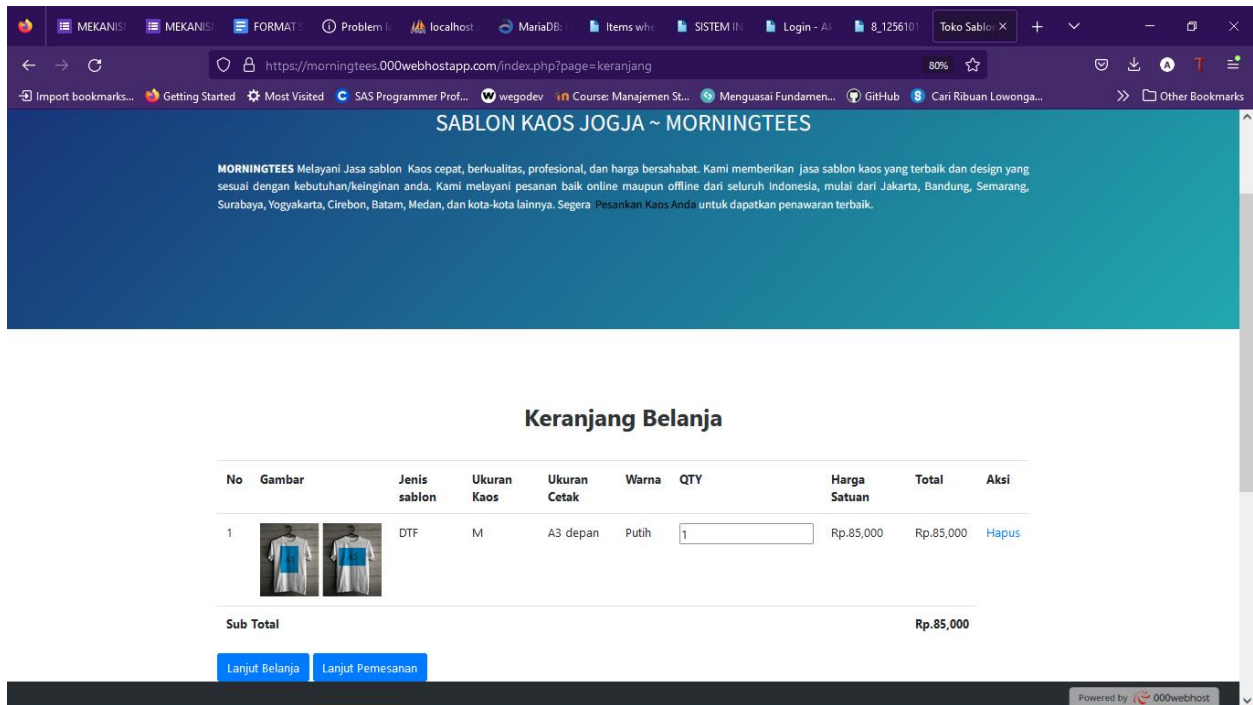 MEKANIS
MEKANIS
FORMAT S
Problem l
localhost
MariaDB:
Items whe
SISTEM IN
Login - A
8_1256101
Toko Sablon
https://morningtees.000webhostapp.com/index.php?page=keranjang
80%
Import bookmarks...
Getting Started
Most Visited
SAS Programmer Prof...
wegodev
Course: Manajemen St...
Menguasai Fundamen...
GitHub
Cari Ribuan Lowonga...
Other Bookmarks
SABLON KAOS JOGJA ~ MORNINGTEES
MORNINGTEES Melayani Jasa sablon Kaos cepat, berkualitas, profesional, dan harga bersahabat. Kami memberikan jasa sablon kaos yang terbaik dan design yang
sesuai dengan kebutuhan/keinginan anda. Kami melayani pesanan baik online maupun offline dari seluruh Indonesia, mulai dari Jakarta, Bandung, Semarang,
Surabaya, Yogyakarta, Cirebon, Batam, Medan, dan kota-kota lainnya. Segera Pesankan Kaos Anda untuk dapatkan penawaran terbaik.
Keranjang Belanja
No Gambar Jenis sablon Ukuran Kaos Ukuran Cetak Warna QTY Harga Satuan Total Aksi
1 A3 DTF M A3 depan Putih 1 Rp.85,000 Rp.85,000 Hapus
Sub Total Rp.85,000
Lanjut Belanja Lanjut Pemesanan
Powered by 000webhost